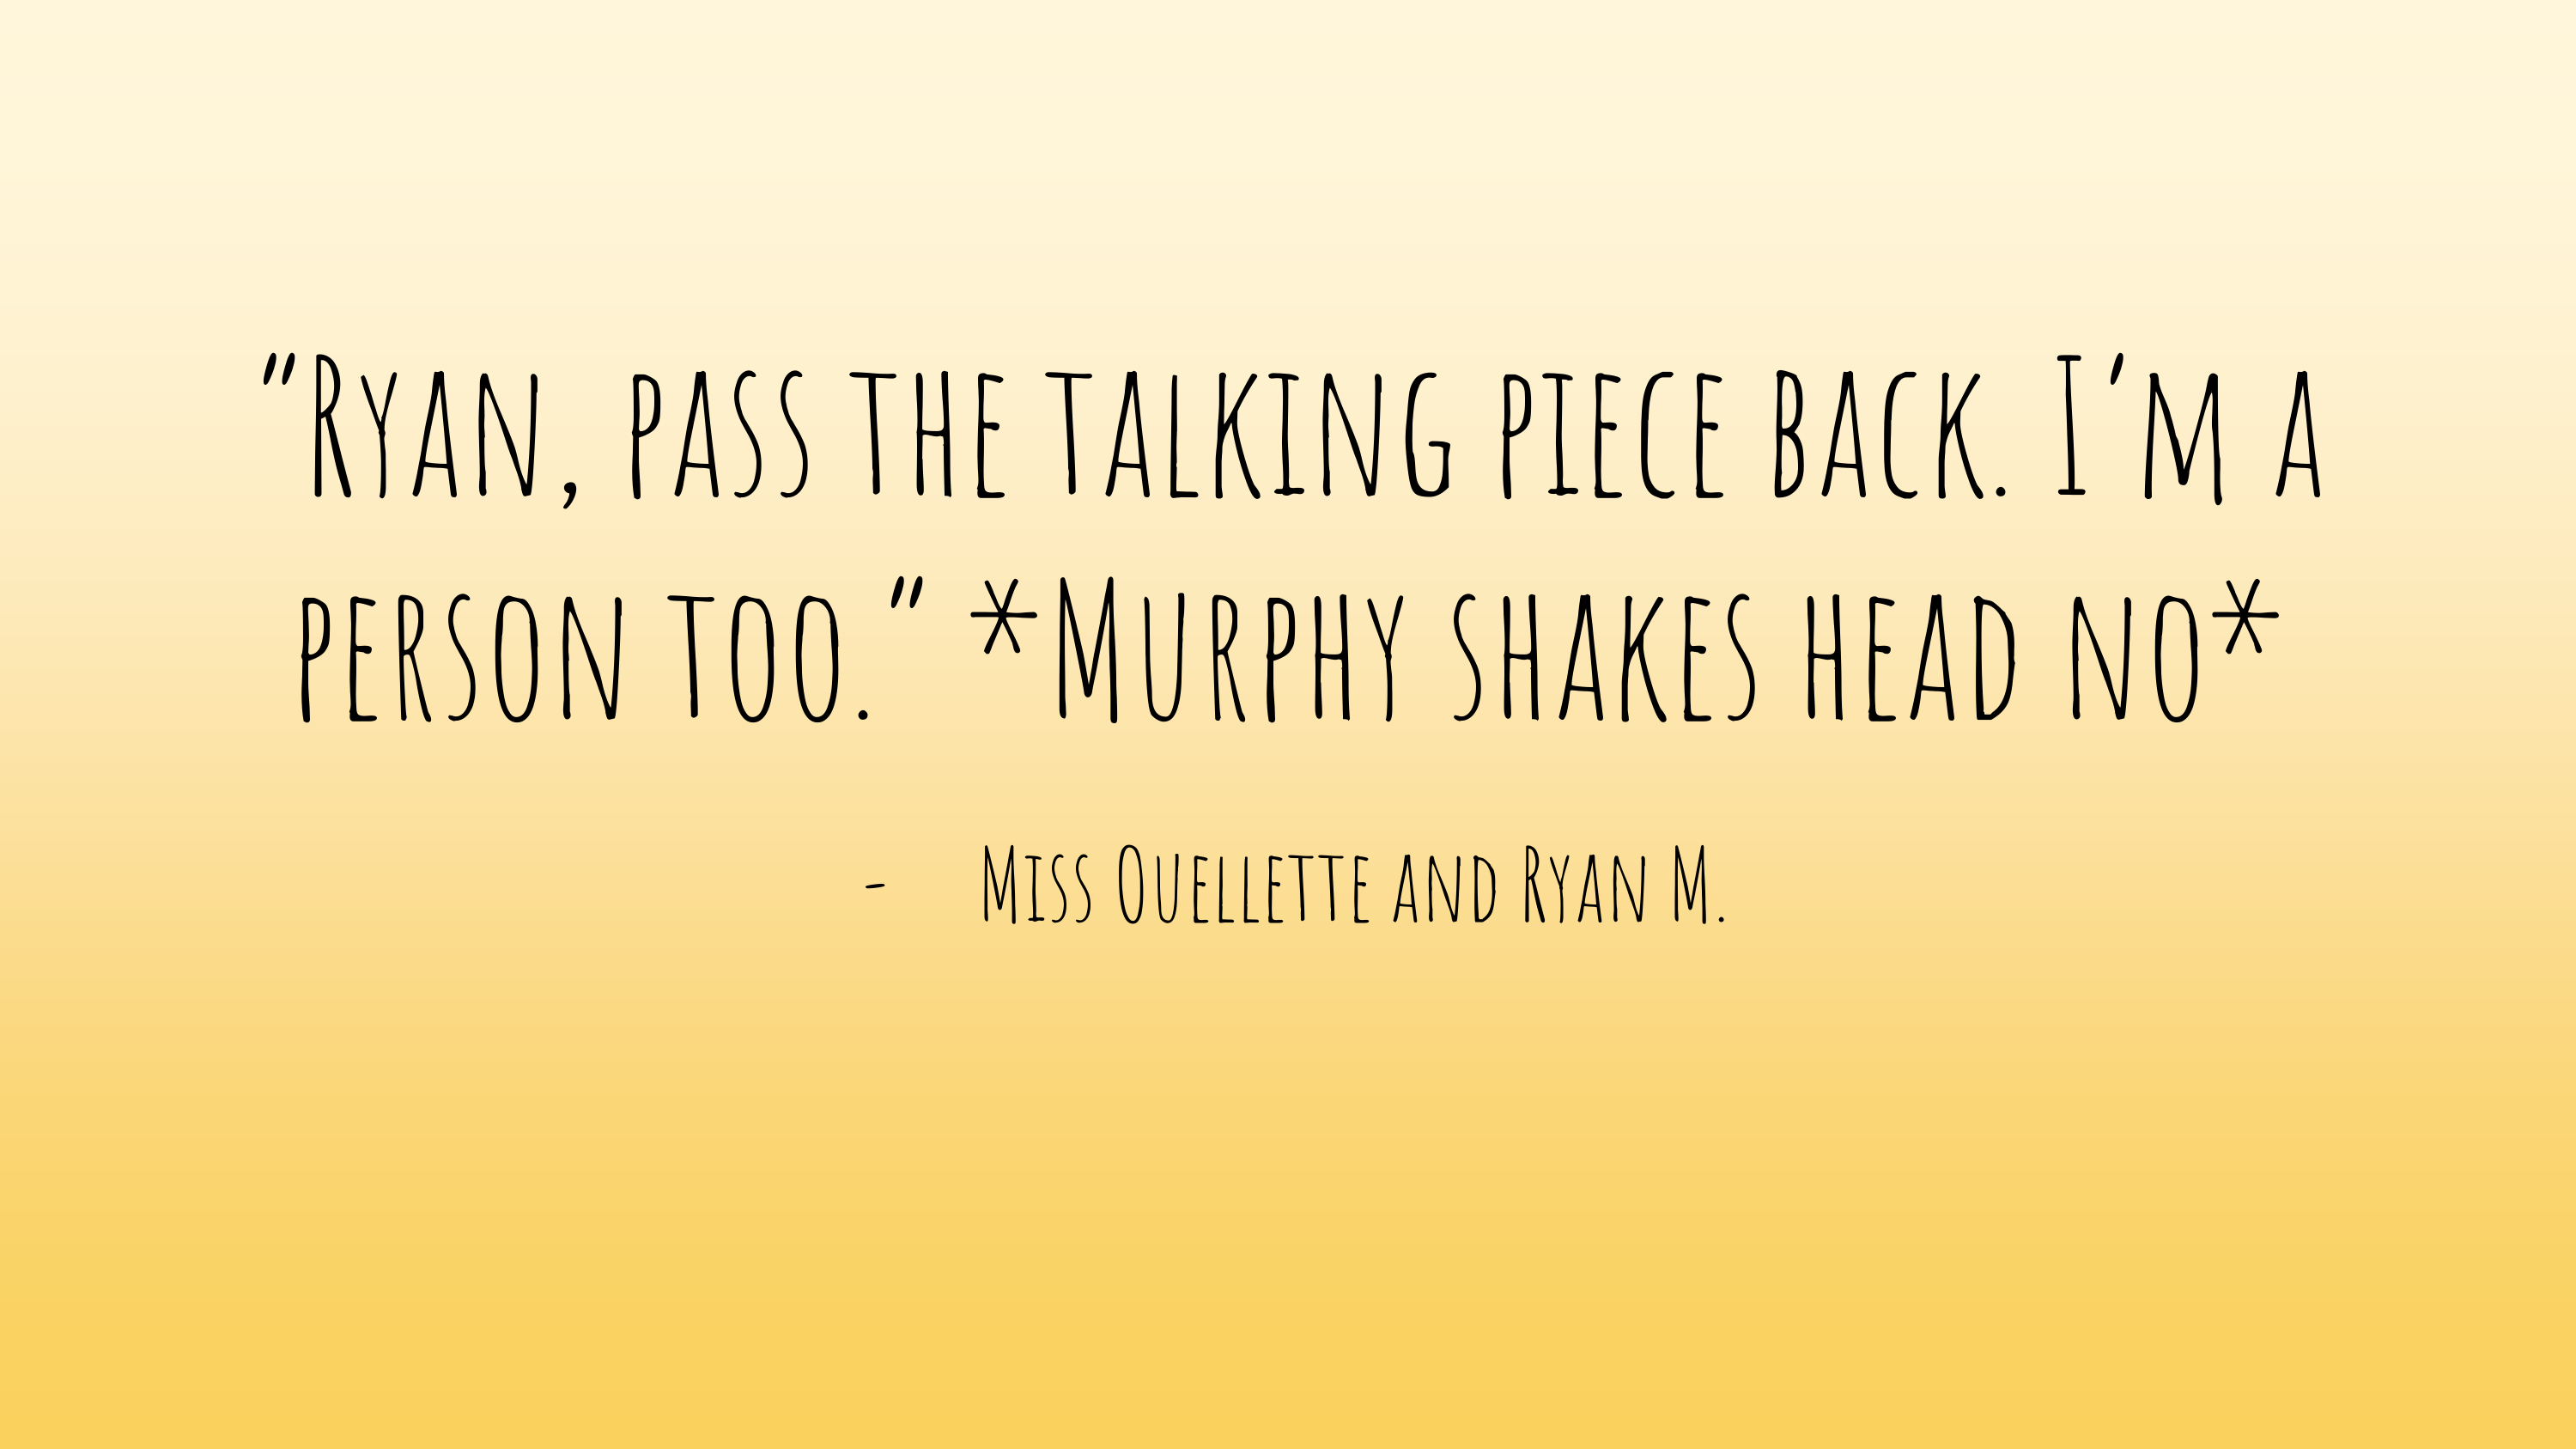 "Ryan, pass the talking piece back. I'm a
person too." *Murphy shakes head no*
- Miss Ouellette and Ryan M.